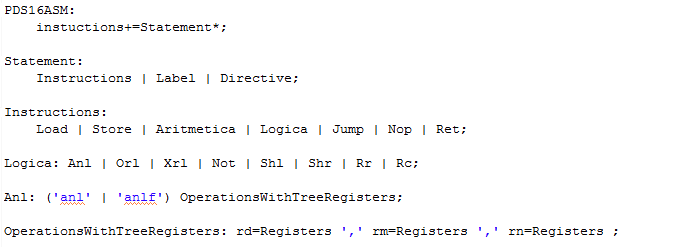 PDS16ASM:
instuctions+=Statement*;
Statement:
Instructions | Label | Directive;
Instructions:
Load | Store | Aritmetica | Logica | Jump | Nop | Ret;
Logica: Anl | Orl | Xrl | Not | Shl | Shr | Rr | Rc;
Anl: ('anl' | 'anlf') OperationsWithTreeRegisters;
OperationsWithTreeRegisters: rd=Registers ',' rm=Registers ',' rn=Registers ;